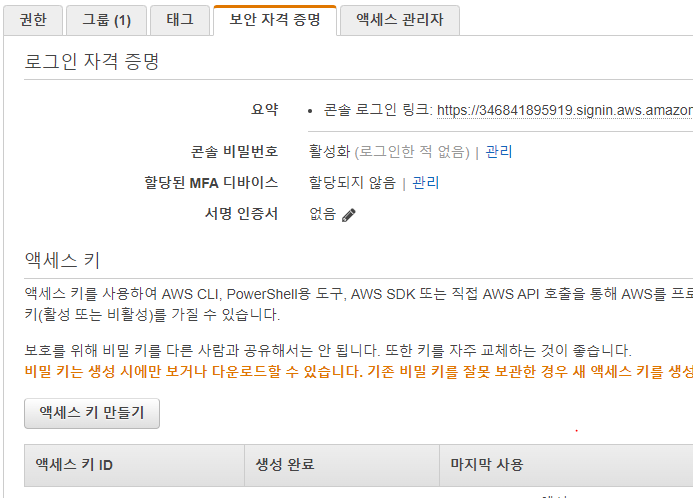 권한 그룹 (1) 태그 보안 자격 증명 액세스 관리자
로그인 자격 증명
요약 • 콘솔 로그인 링크: https://346841895919.signin.aws.amazon
콘솔 비밀번호 활성화 (로그인한 적 없음) | 관리
할당된 MFA 디바이스 할당되지 않음 | 관리
서명 인증서 없음
액세스 키
액세스 키를 사용하여 AWS CLI, PowerShell용 도구, AWS SDK 또는 직접 AWS API 호출을 통해 AWS를 프로
키(활성 또는 비활성)를 가질 수 있습니다.
보호를 위해 비밀 키를 다른 사람과 공유해서는 안 됩니다. 또한 키를 자주 교체하는 것이 좋습니다.
비밀 키는 생성 시에만 보거나 다운로드할 수 있습니다. 기존 비밀 키를 잘못 보관한 경우 새 액세스 키를 생성
액세스 키 만들기
액세스 키 ID 생성 완료 마지막 사용